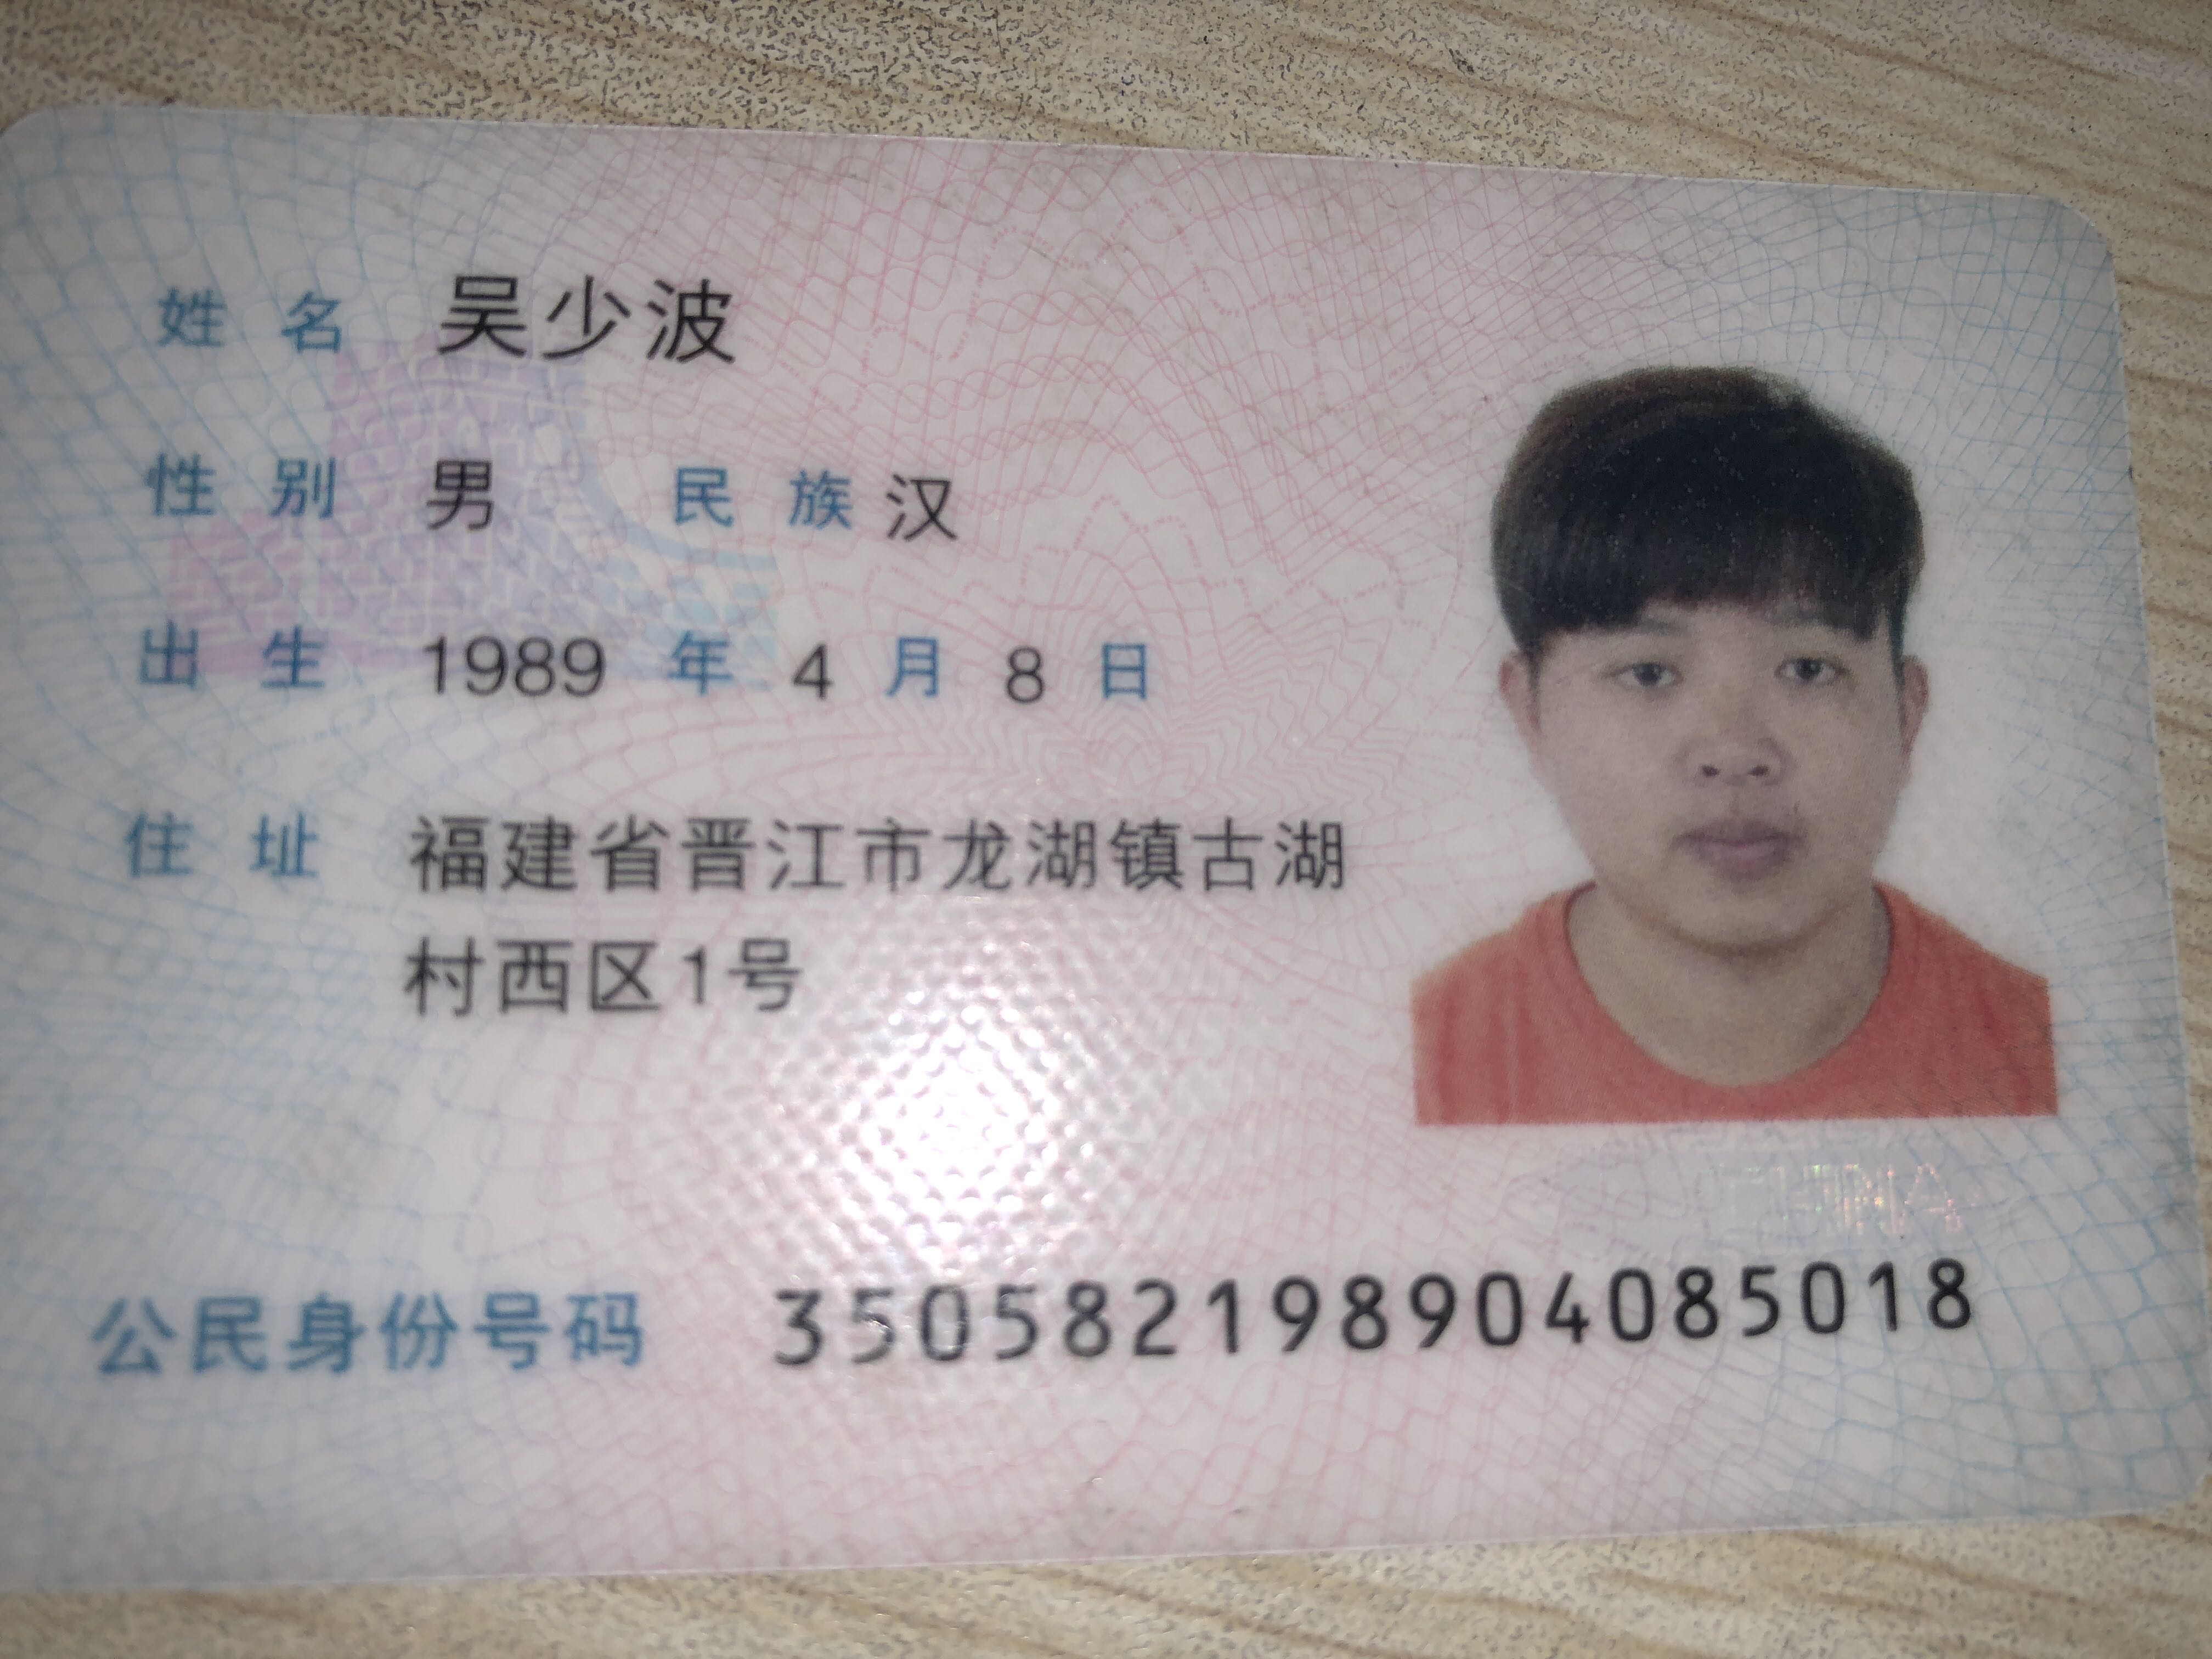 姓名 吴少波
性别 男 民族 汉
出生 1989 年 4 月 8 日
住址 福建省晋江市龙湖镇古湖
村西区1号
公民身份号码 350582198904085018